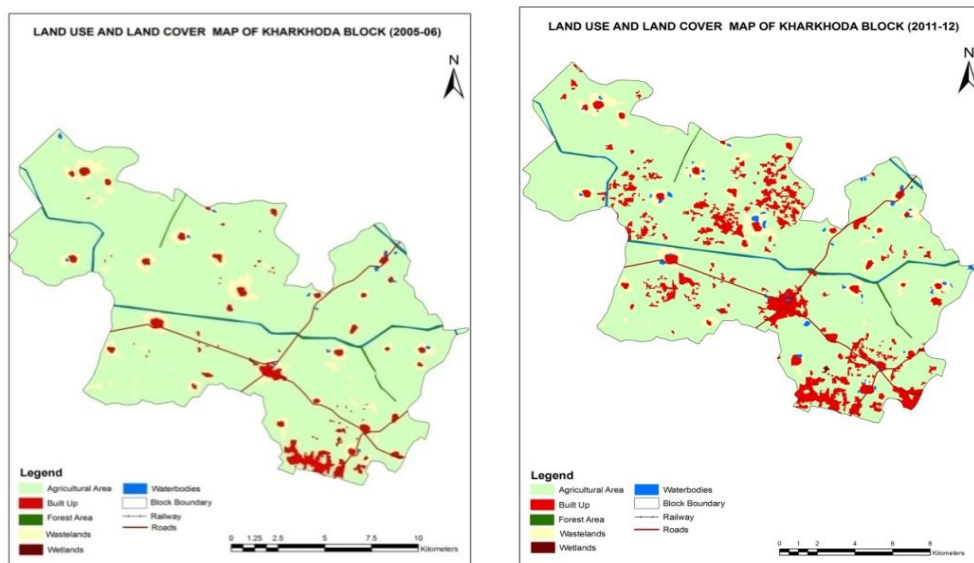 LAND USE AND LAND COVER MAP OF KHARKHODA BLOCK (2005-06)
N
Legend
Agricultural Area
Built Up
Forest Area
Wastelands
Wetlands
Waterbodies
Block Boundary
Railway
Roads
0 1.25 2.5 5 7.5 10
Kilometers
LAND USE AND LAND COVER MAP OF KHARKHODA BLOCK (2011-12)
N
Legend
Agricultural Area
Built Up
Forest Area
Wastelands
Wetlands
Waterbodies
Block Boundary
Railway
Roads
0 1 2 4 6 8
Kilometers